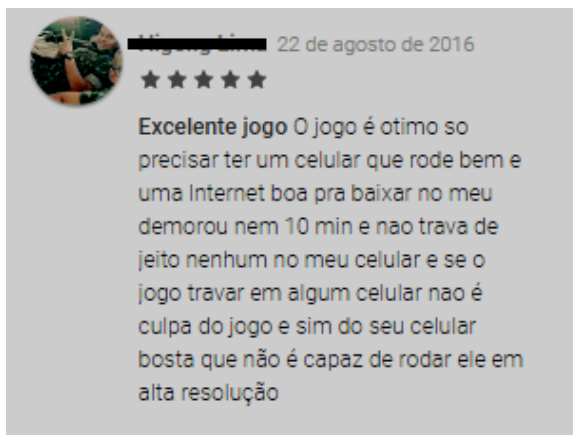 22 de agosto de 2016
Excelente jogo O jogo é otimo so
precisar ter um celular que rode bem e
uma Internet boa pra baixar no meu
demorou nem 10 min e nao trava de
jeito nenhum no meu celular e se o
jogo travar em algum celular nao é
culpa do jogo e sim do seu celular
bosta que não é capaz de rodar ele em
alta resolução